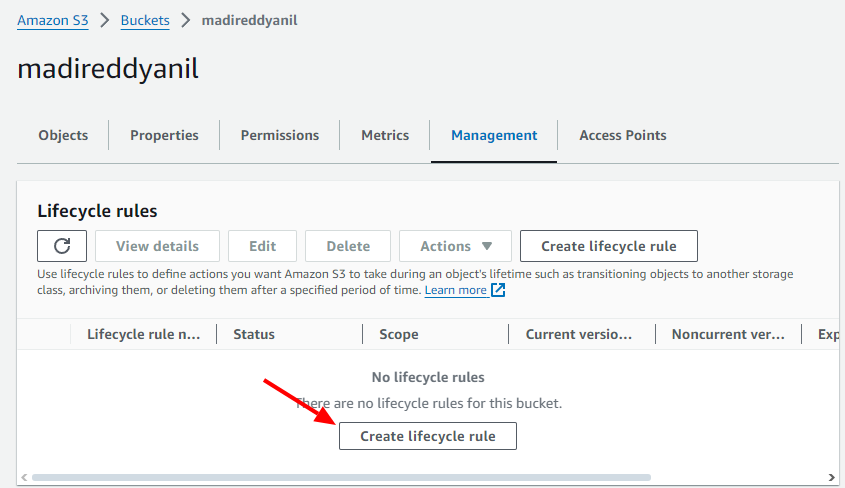 Amazon S3 > Buckets > madireddyanil
madireddyanil
Objects Properties Permissions Metrics Management Access Points
Lifecycle rules
View details Edit Delete Actions Create lifecycle rule
Use lifecycle rules to define actions you want Amazon S3 to take during an object's lifetime such as transitioning objects to another storage
class, archiving them, or deleting them after a specified period of time. Learn more
Lifecycle rule n... Status Scope Current versio... Noncurrent ver... Exp
No lifecycle rules
There are no lifecycle rules for this bucket.
Create lifecycle rule